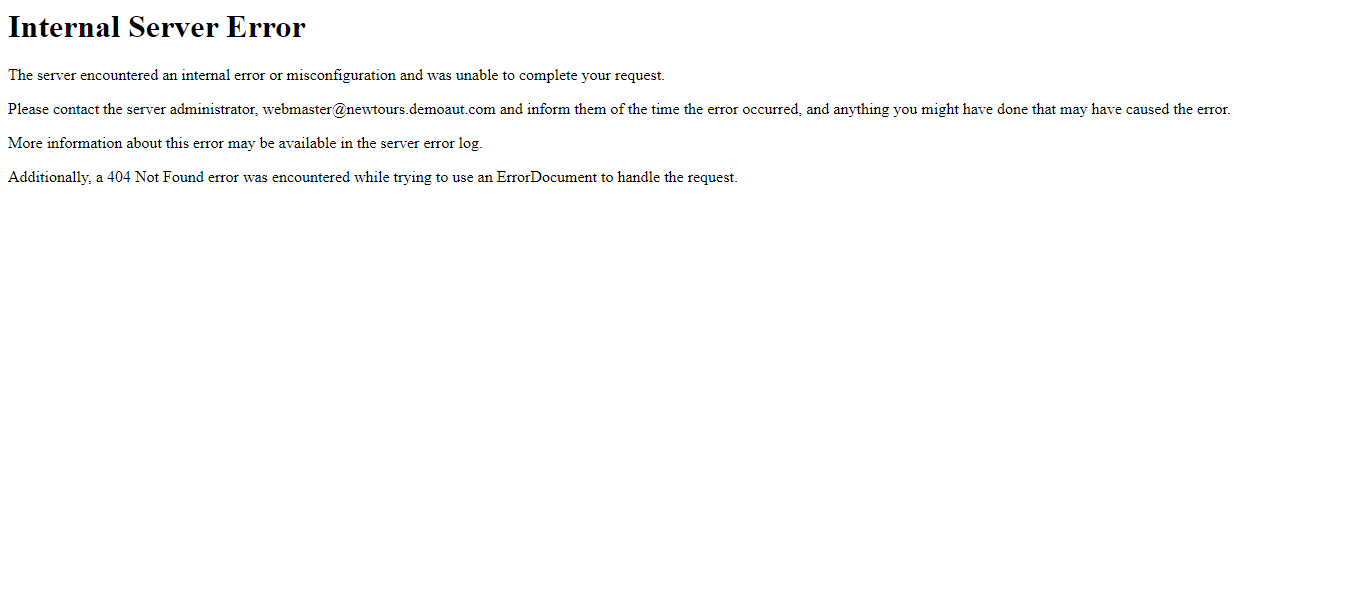 Internal Server Error
The server encountered an internal error or misconfiguration and was unable to complete your request.
Please contact the server administrator, webmaster@newtours.demoaut.com and inform them of the time the error occurred, and anything you might have done that may have caused the error.
More information about this error may be available in the server error log.
Additionally, a 404 Not Found error was encountered while trying to use an ErrorDocument to handle the request.